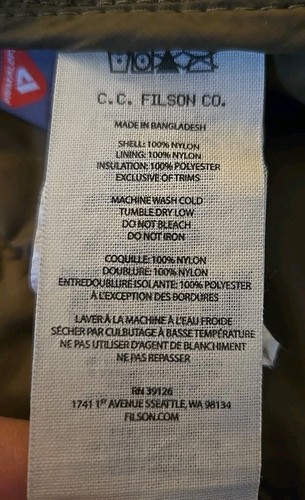 C.C. FILSON CO.
MADE IN BANGLADESH
SHELL: 100% NYLON
LINING: 100% NYLON
INSULATION: 100% POLYESTER
EXCLUSIVE OF TRIMS
MACHINE WASH COLD
TUMBLE DRY LOW
DO NOT BLEACH
DO NOT IRON
COQUILLE: 100% NYLON
DOUBLURE: 100% NYLON
ENTREDOUBLURE ISOLANTE: 100% POLYESTER
À L'EXCEPTION DES BORDURES
LAVER À LA MACHINE À L'EAU FROIDE
SÉCHER PAR CULBUTAGE À BASSE TEMPÉRATURE
NE PAS UTILISER D'AGENT DE BLANCHIMENT
NE PAS REPASSER
RN 39126
1741 1ST AVENUE SSEATTLE, WA 98134
FILSON.COM